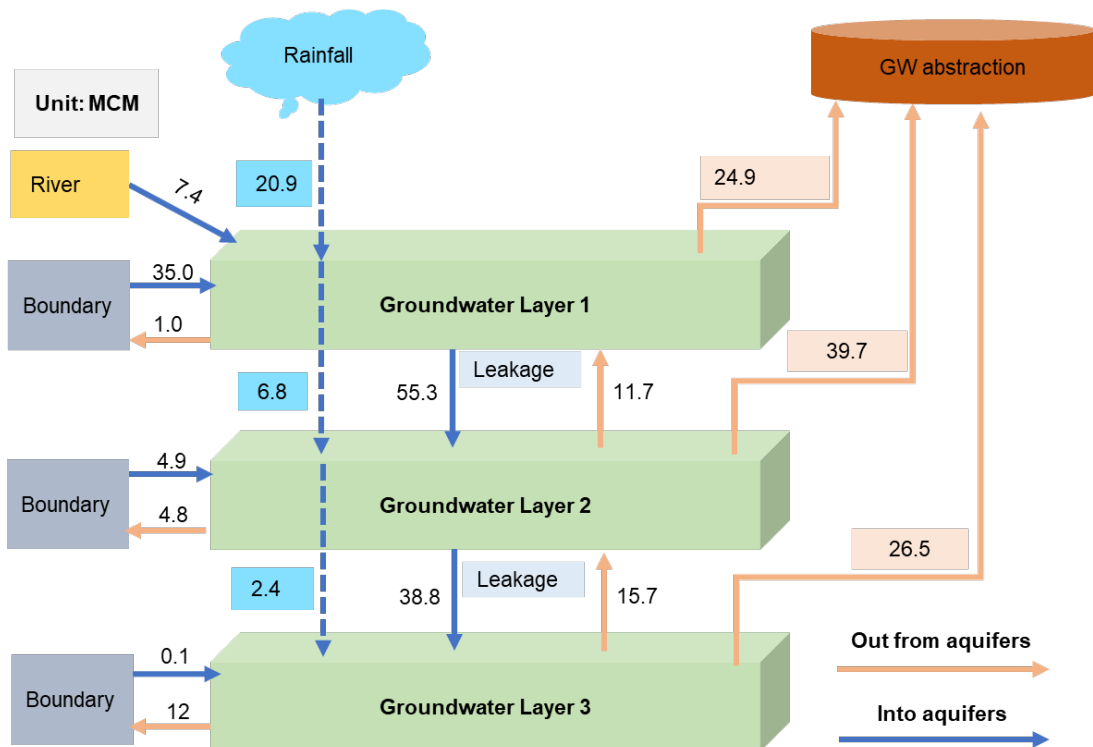 Rainfall
GW abstraction
Unit: MCM
River
7.4
20.9
24.9
Boundary
35.0
1.0
Groundwater Layer 1
39.7
Leakage
6.8
55.3
11.7
Boundary
4.9
4.8
Groundwater Layer 2
26.5
Leakage
2.4
38.8
15.7
Boundary
0.1
12
Groundwater Layer 3
Out from aquifers
Into aquifers